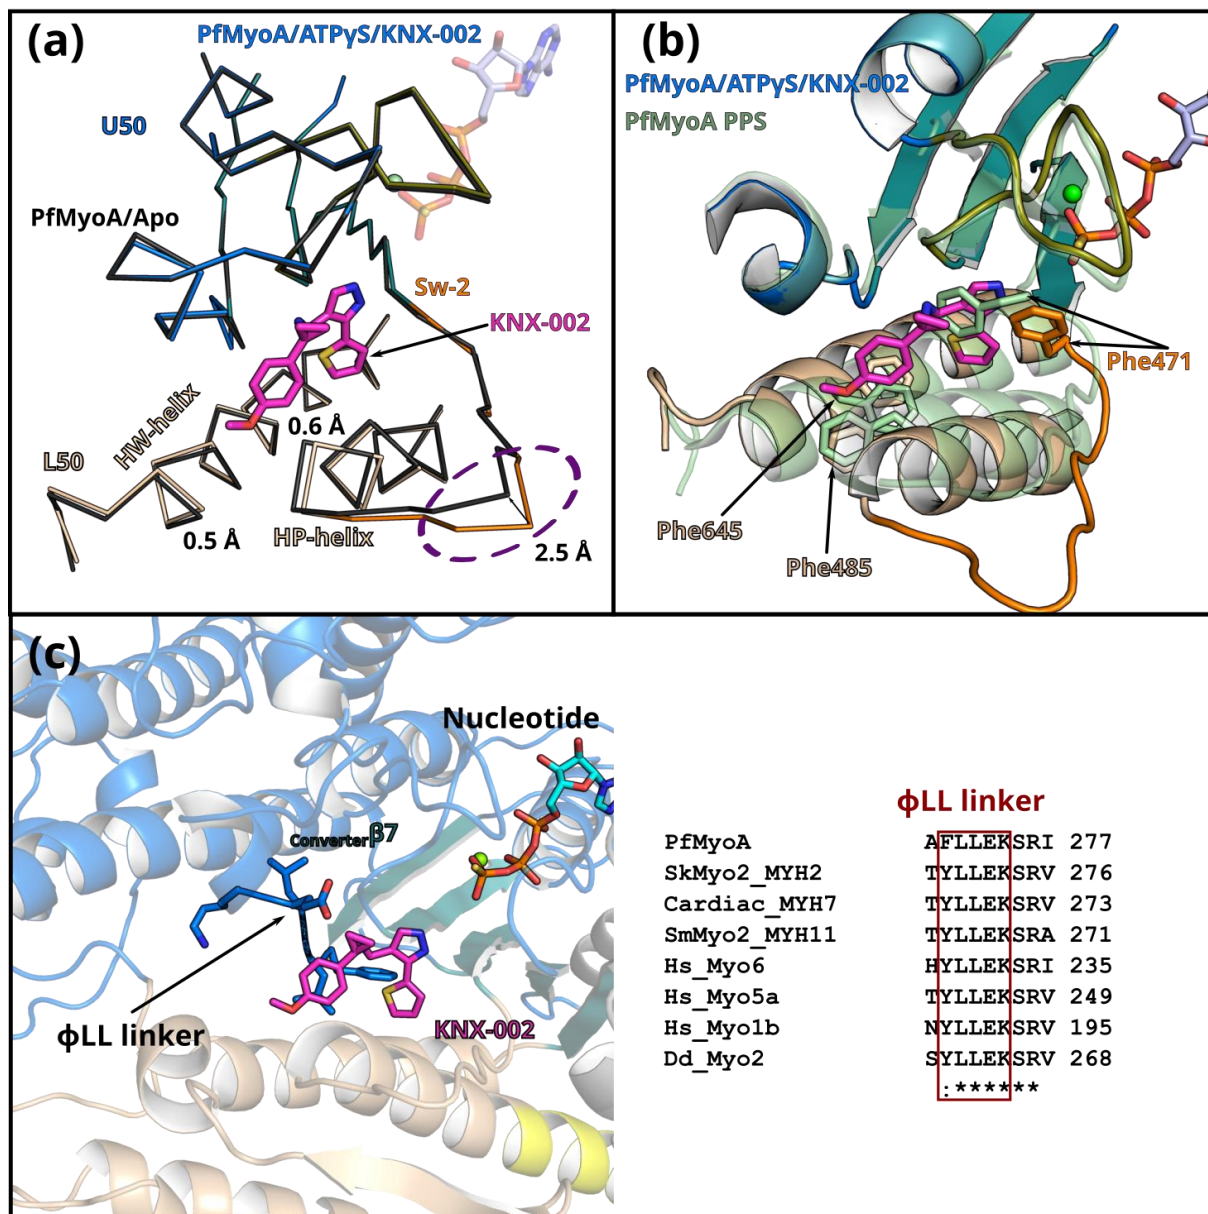 (a)
PfMyoA/ATPγS/KNX-002
U50
PfMyoA/Apo
Sw-2
KNX-002
HW-helix
0.6 Å
L50
0.5 Å
HP-helix
2.5 Å
(b)
PfMyoA/ATPγS/KNX-002
PfMyoA PPS
Phe471
Phe645
Phe485
(c)
Nucleotide
Converterβ7
ϕLL linker
KNX-002
ϕLL linker
PfMyoA AFLLEKSRI 277
SkMyo2_MYH2 TYLLEKSRV 276
Cardiac_MYH7 TYLLEKSRV 273
SmMyo2_MYH11 TYLLEKSRA 271
Hs_Myo6 HYLLEKSRI 235
Hs_Myo5a TYLLEKSRV 249
Hs_Myo1b NYLLEKSRV 195
Dd_Myo2 SYLLEKSRV 268
:******